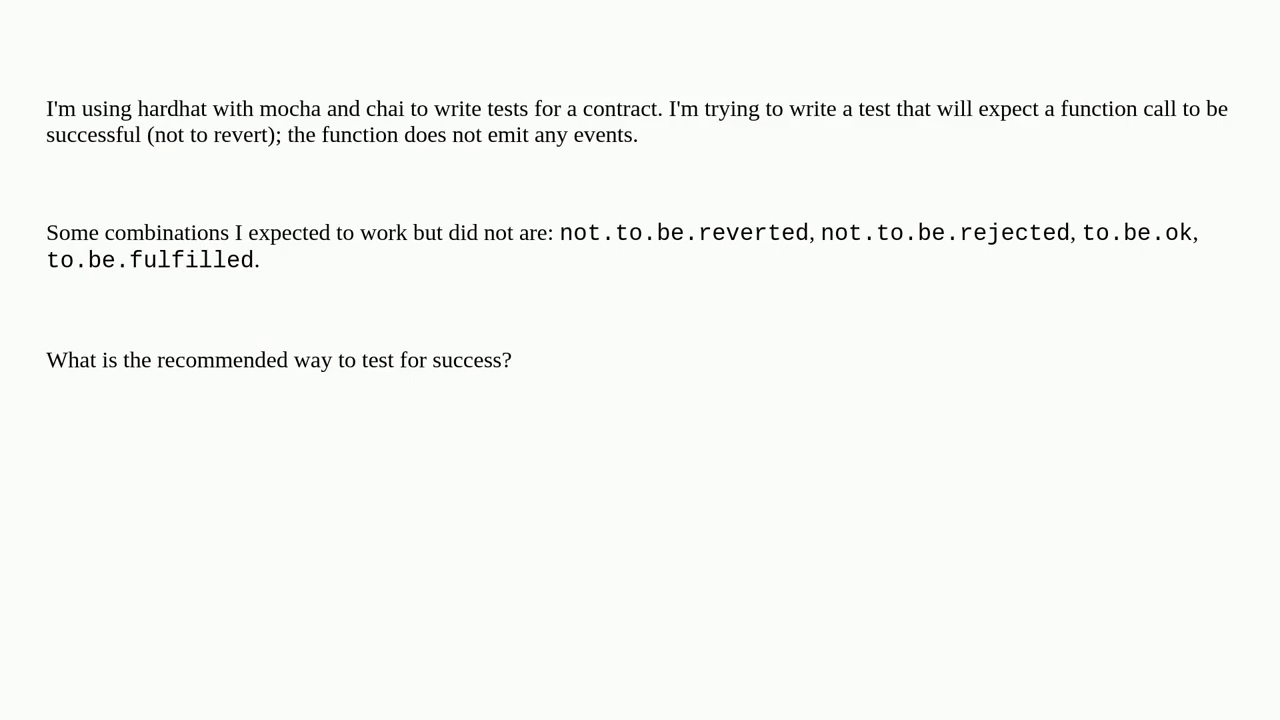 I'm using hardhat with mocha and chai to write tests for a contract. I'm trying to write a test that will expect a function call to be
successful (not to revert); the function does not emit any events.
Some combinations I expected to work but did not are: not.to.be.reverted, not.to.be.rejected, to.be.ok,
to.be.fulfilled.
What is the recommended way to test for success?